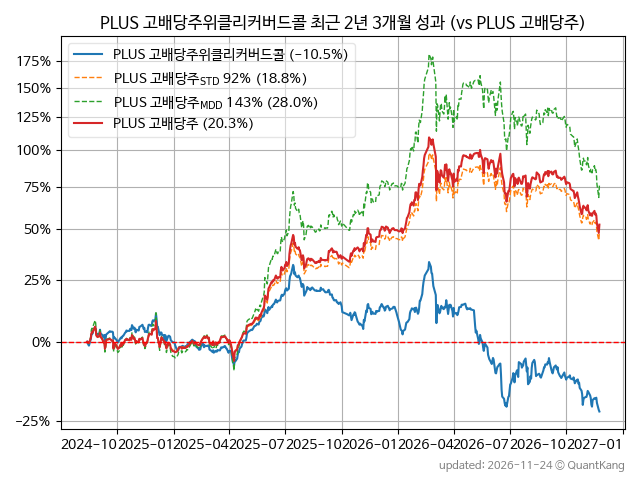 PLUS 고배당주위클리커버드콜 최근 2년 3개월 성과 (vs PLUS 고배당주)
PLUS 고배당주위클리커버드콜 (−10.5%)
PLUS 고배당주STD 92% (18.8%)
PLUS 고배당주MDD 143% (28.0%)
PLUS 고배당주 (20.3%)
175%
150%
125%
100%
75%
50%
25%
0%
−25%
2024-10 2025-01 2025-04 2025-07 2025-10 2026-01 2026-04 2026-07 2026-10 2027-01
updated: 2026-11-24 © QuantKang